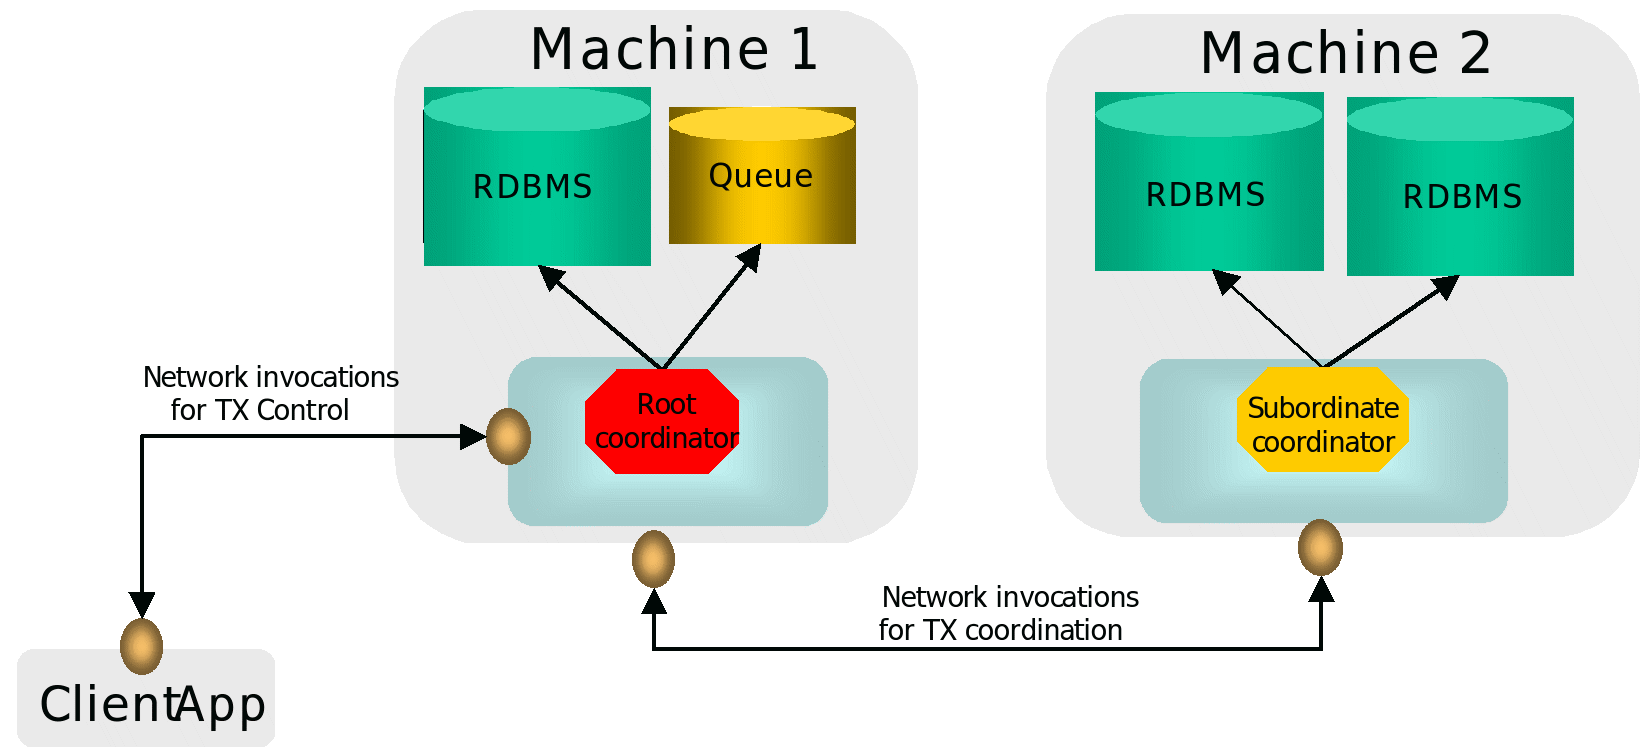 Machine 1
Machine 2
RDBMS
Queue
RDBMS
RDBMS
Network invocations
for TX Control
Root
coordinator
Subordinate
coordinator
Network invocations
for TX coordination
ClientApp